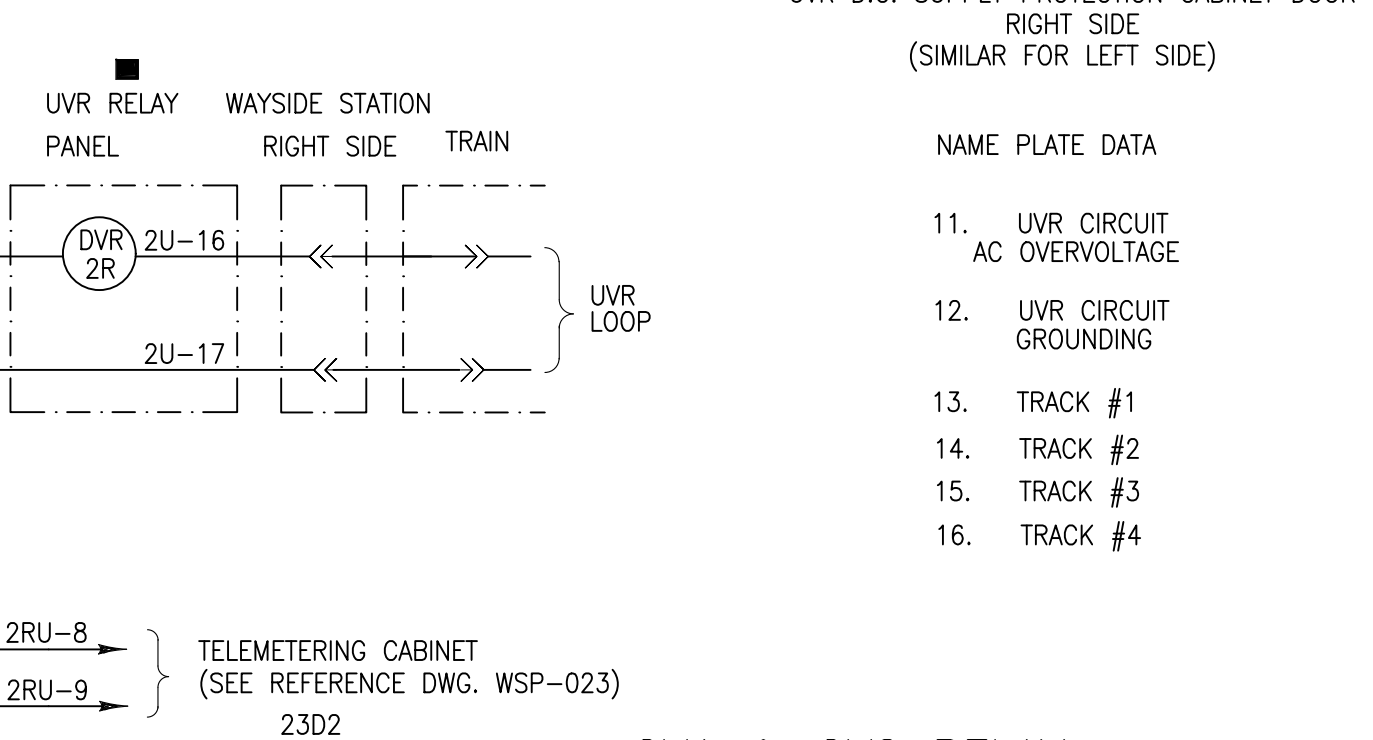 RIGHT SIDE
(SIMILAR FOR LEFT SIDE)
UVR RELAY
PANEL
WAYSIDE STATION
RIGHT SIDE
TRAIN
DVR
2R
2U-16
2U-17
UVR
LOOP
NAME PLATE DATA
11. UVR CIRCUIT
AC OVERVOLTAGE
12. UVR CIRCUIT
GROUNDING
13. TRACK #1
14. TRACK #2
15. TRACK #3
16. TRACK #4
2RU-8
2RU-9
TELEMETERING CABINET
(SEE REFERENCE DWG. WSP-023)
23D2